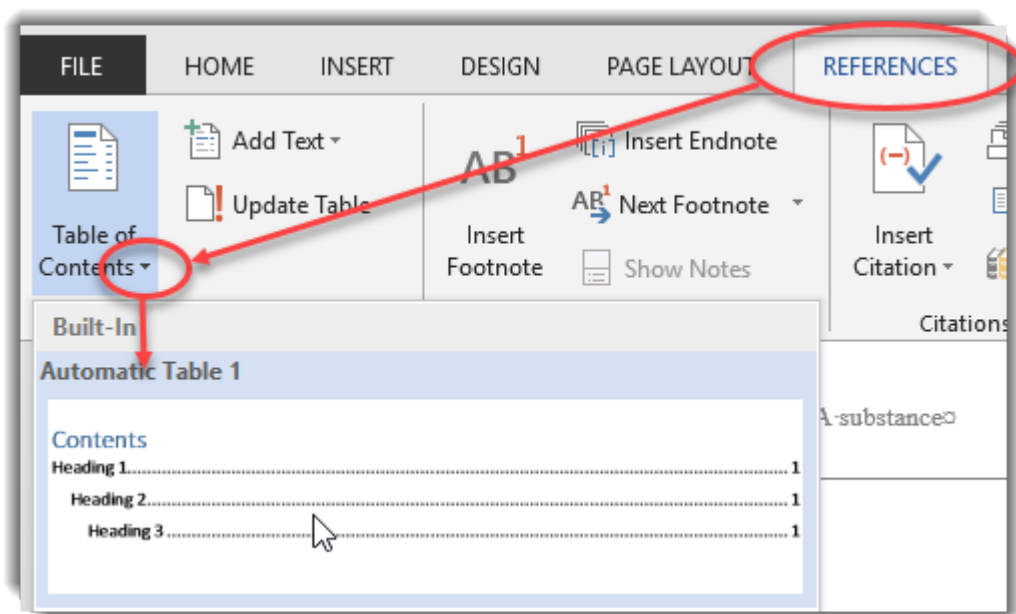 FILE HOME INSERT DESIGN PAGE LAYOUT REFERENCES
Add Text
Update Table
Table of
Contents
AB1
Insert
Footnote
Insert Endnote
AB1 Next Footnote
Show Notes
(-)
Insert
Citation
Citations
Built-In
Automatic Table 1
Contents
Heading 1 1
Heading 2 1
Heading 3 1
A·substance¤